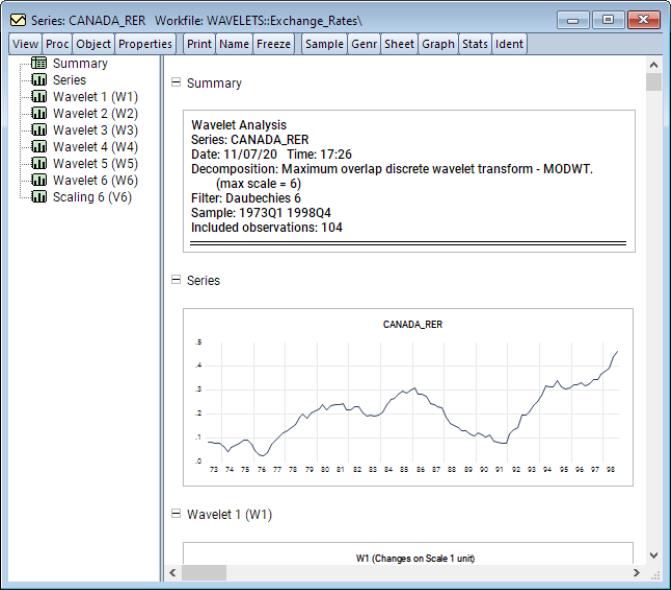 Series: CANADA_RER Workfile: WAVELETS::Exchange_Rates\
View Proc Object Properties Print Name Freeze Sample Genr Sheet Graph Stats Ident
Summary
Series
Wavelet 1 (W1)
Wavelet 2 (W2)
Wavelet 3 (W3)
Wavelet 4 (W4)
Wavelet 5 (W5)
Wavelet 6 (W6)
Scaling 6 (V6)
Summary
Wavelet Analysis
Series: CANADA_RER
Date: 11/07/20 Time: 17:26
Decomposition: Maximum overlap discrete wavelet transform - MODWT.
(max scale = 6)
Filter: Daubechies 6
Sample: 1973Q1 1998Q4
Included observations: 104
Series
CANADA_RER
.5
.4
.3
.2
.1
.0
73 74 75 76 77 78 79 80 81 82 83 84 85 86 87 88 89 90 91 92 93 94 95 96 97 98
Wavelet 1 (W1)
W1 (Changes on Scale 1 unit)